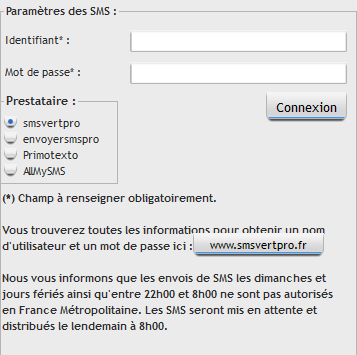 Paramètres des SMS :
Identifiant* :
Mot de passe* :
Prestataire :
Connexion
smsvertpro
envoyersmspro
Primotexto
AllMySMS
(*) Champ à renseigner obligatoirement.
Vous trouverez toutes les informations pour obtenir un nom
d'utilisateur et un mot de passe ici : www.smsvertpro.fr
Nous vous informons que les envois de SMS les dimanches et
jours fériés ainsi qu'entre 22h00 et 8h00 ne sont pas autorisés
en France Métropolitaine. Les SMS seront mis en attente et
distribués le lendemain à 8h00.